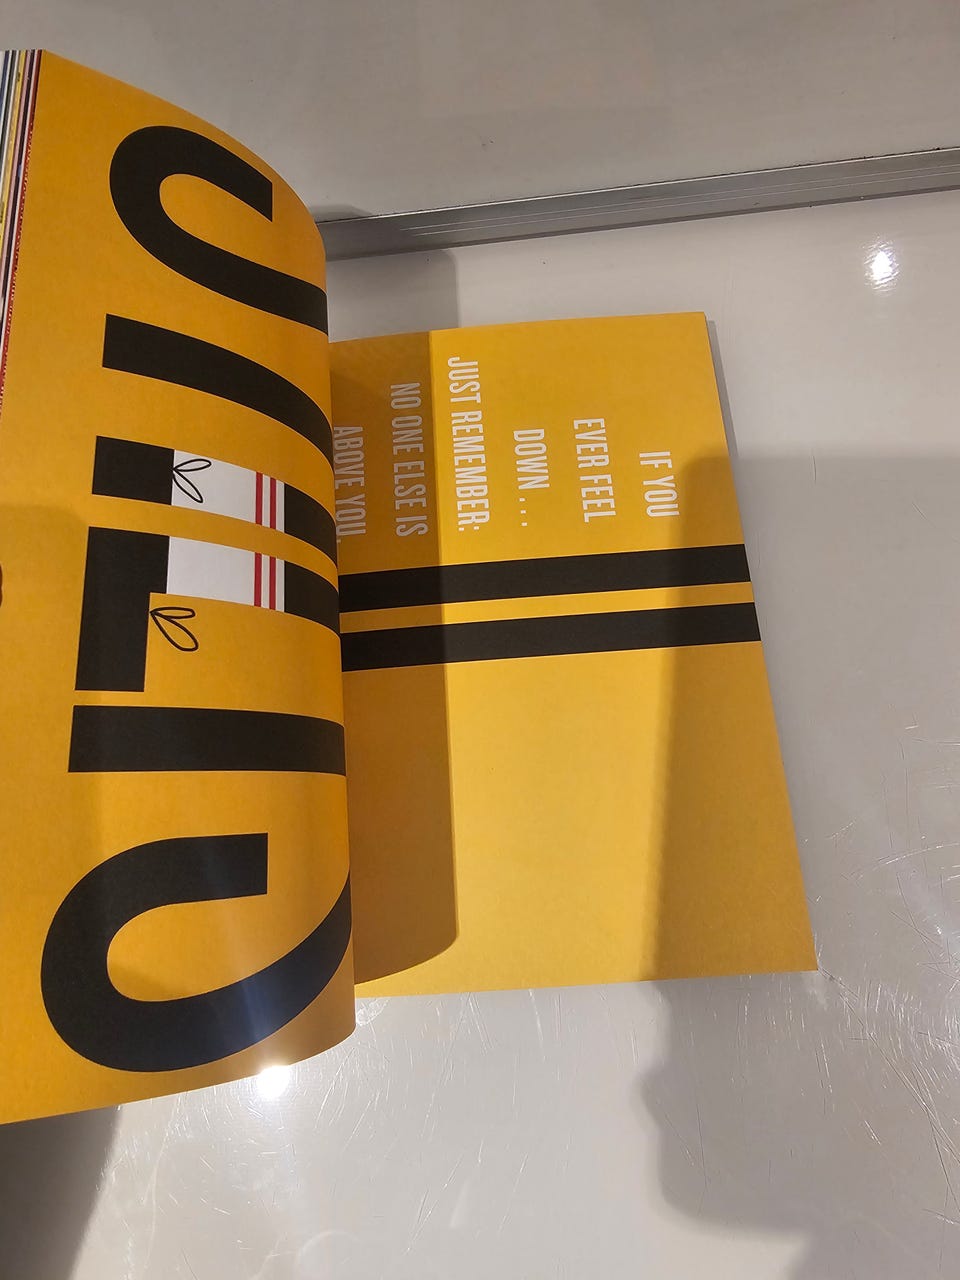 IF YOU
EVER FEEL
DOWN . . .
JUST REMEMBER:
NO ONE ELSE IS
ABOVE YOU.